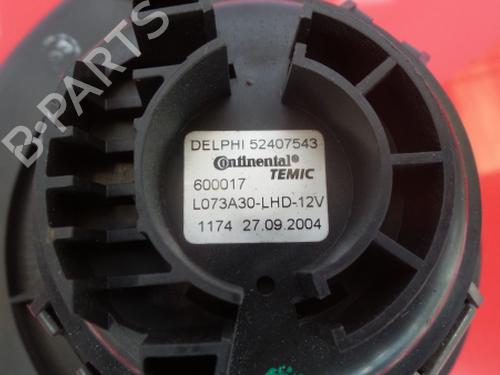 B-PARTS
DELPHI 52407543
Continental®
TEMIC
600017
L073A30-LHD-12V
1174 27.09.2004